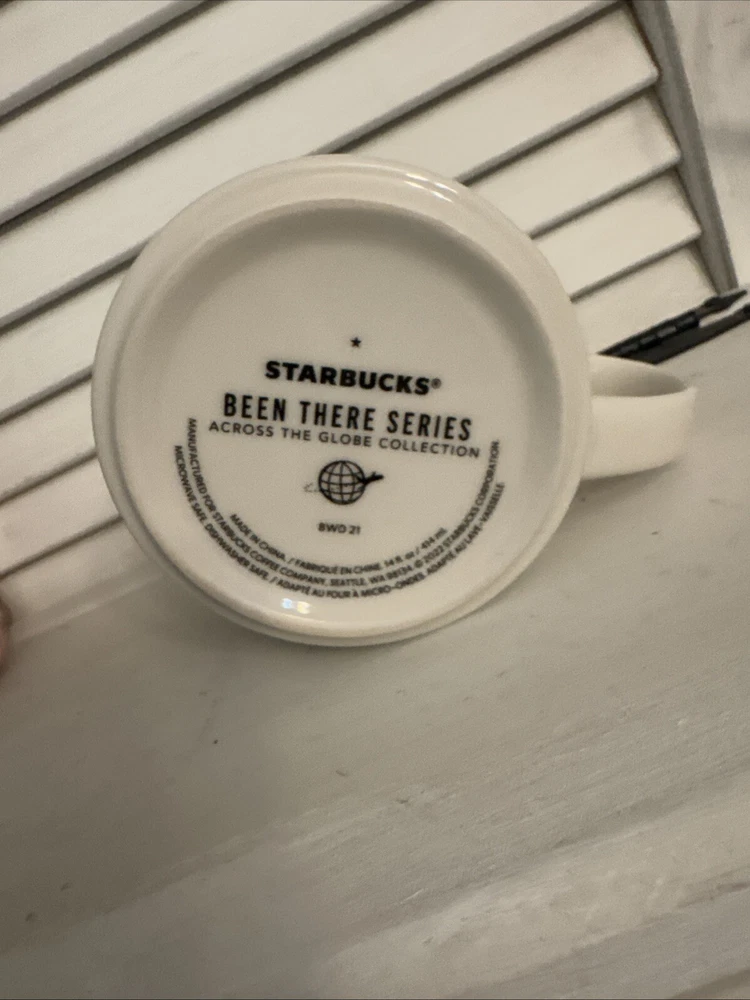 STARBUCKS®
BEEN THERE SERIES
ACROSS THE GLOBE COLLECTION
BWD 21
MADE IN CHINA. / FABRIQUÉ EN CHINE. 14 fl. oz / 414 mL
MANUFACTURED FOR STARBUCKS COFFEE COMPANY, SEATTLE, WA 98134. © 2022 STARBUCKS CORPORATION
MICROWAVE SAFE. DISHWASHER SAFE. / ADAPTÉ AU FOUR À MICRO-ONDES. ADAPTÉ AU LAVE-VAISSELLE